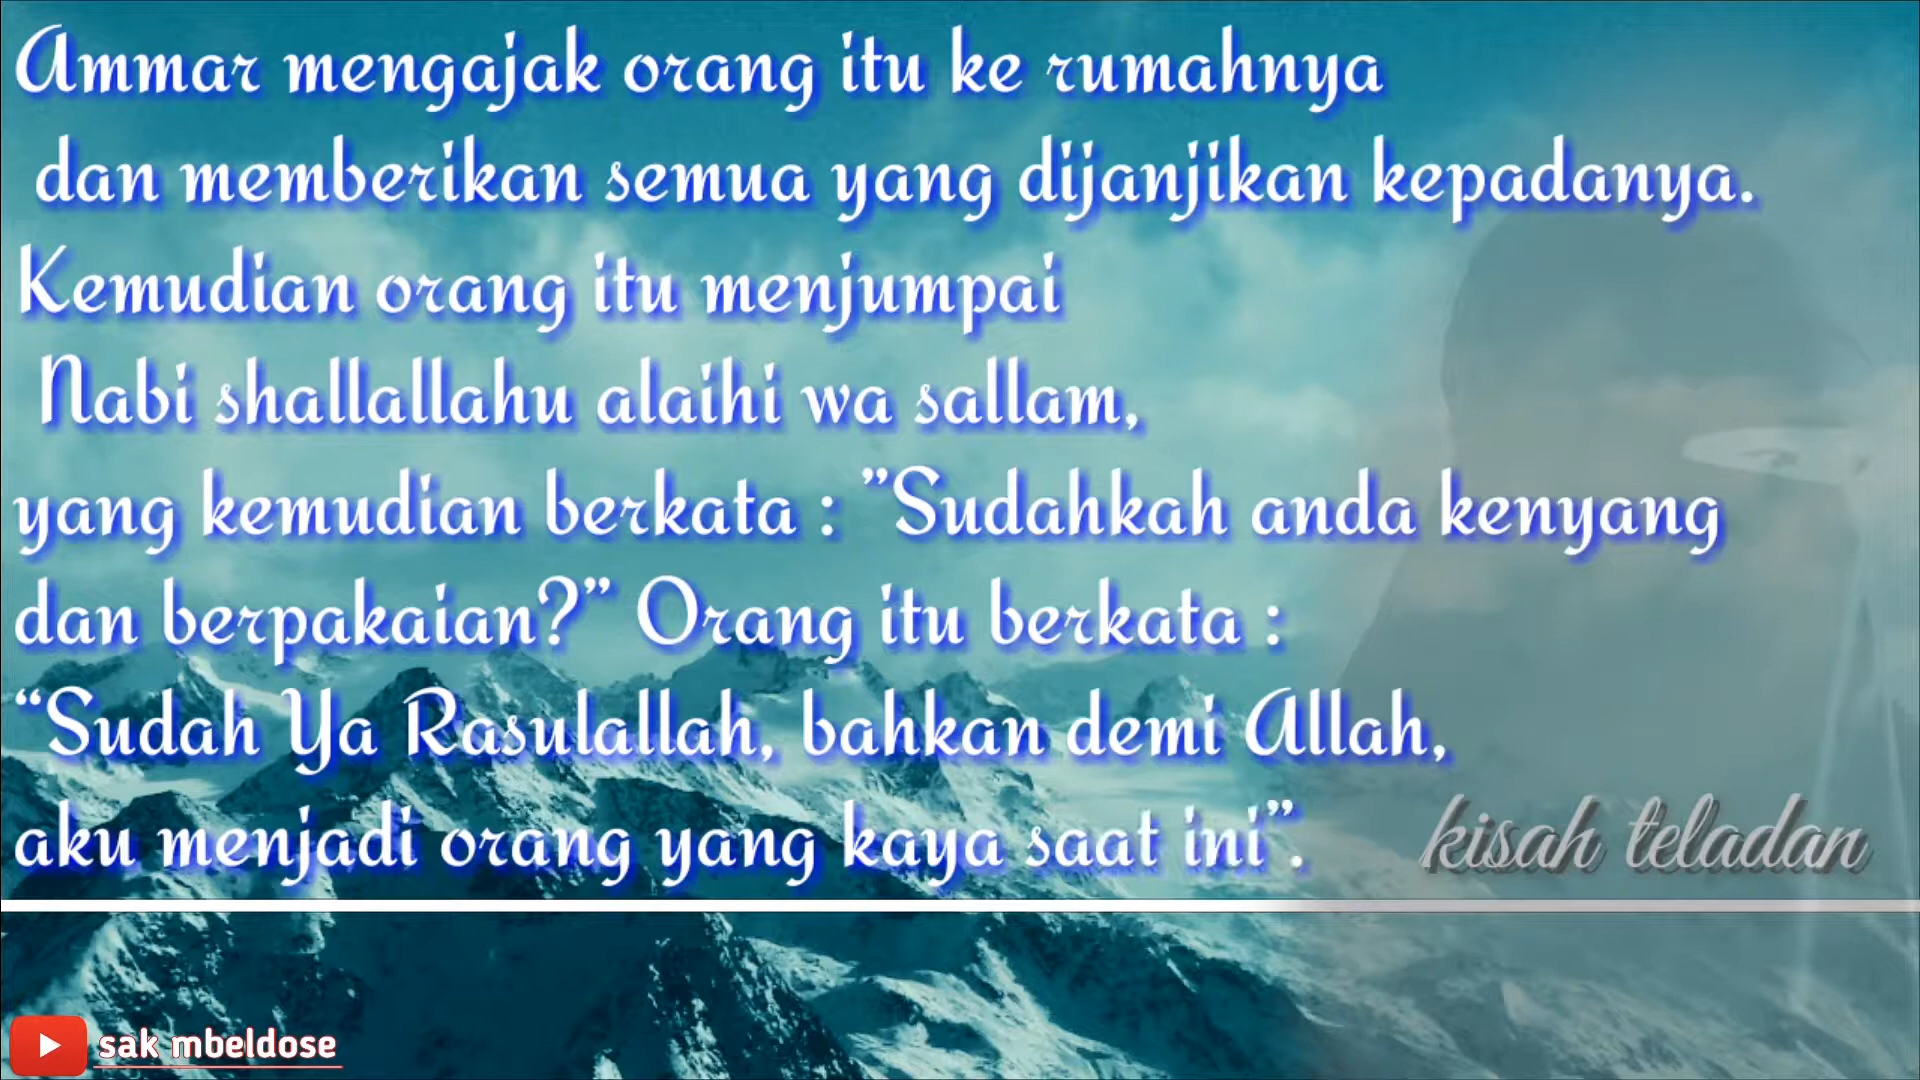 Ammar mengajak orang itu ke rumahnya
dan memberikan semua yang dijanjikan kepadanya.
Kemudian orang itu menjumpai
Nabi shallallahu alaihi wa sallam,
yang kemudian berkata : ”Sudahkah anda kenyang
dan berpakaian?” Orang itu berkata :
“Sudah Ya Rasulallah, bahkan demi Allah,
aku menjadi orang yang kaya saat ini”.
kisah teladan
sak mbeldose